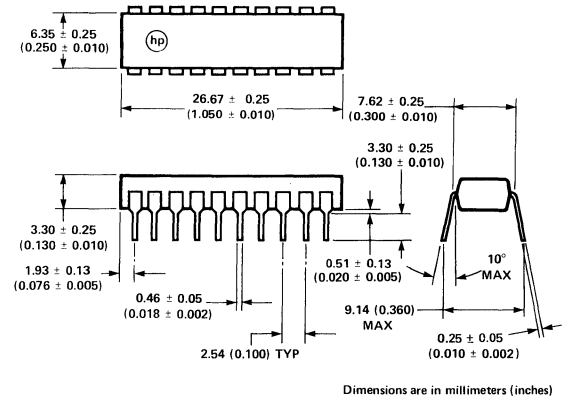 6.35 ± 0.25
(0.250 ± 0.010)
hp
26.67 ± 0.25
(1.050 ± 0.010)
7.62 ± 0.25
(0.300 ± 0.010)
3.30 ± 0.25
(0.130 ± 0.010)
3.30 ± 0.25
(0.130 ± 0.010)
1.93 ± 0.13
(0.076 ± 0.005)
0.46 ± 0.05
(0.018 ± 0.002)
2.54 (0.100) TYP
0.51 ± 0.13
(0.020 ± 0.005)
10°
MAX
9.14 (0.360)
MAX
0.25 ± 0.05
(0.010 ± 0.002)
Dimensions are in millimeters (inches)